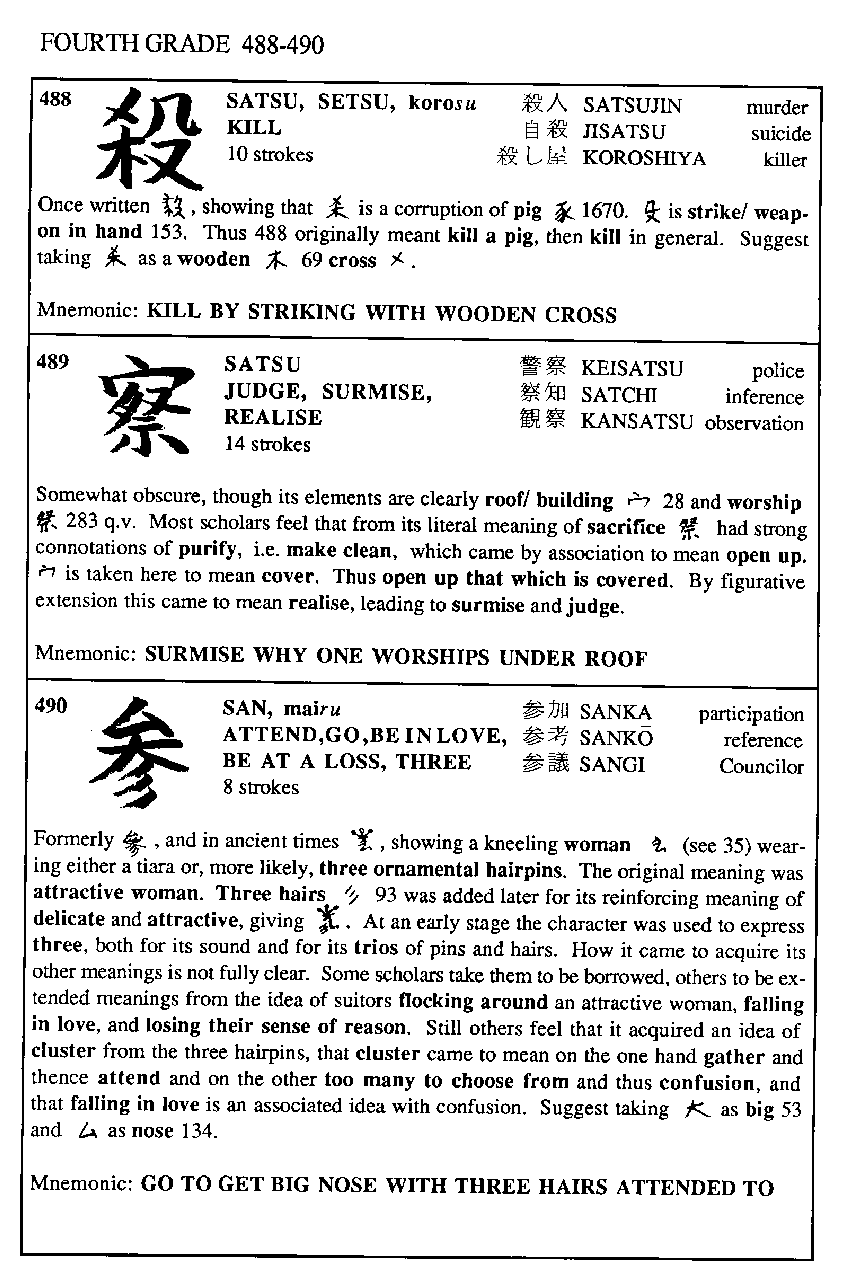 FOURTH GRADE 488-490
488 殺 SATSU, SETSU, korosu 殺人 SATSUJIN murder
KILL 自殺 JISATSU suicide
10 strokes 殺し屋 KOROSHIYA killer
Once written , showing that is a corruption of pig 豕 1670. 殳 is strike/ weap-
on in hand 153. Thus 488 originally meant kill a pig, then kill in general. Suggest
taking 朩 as a wooden 木 69 cross 㐅.
Mnemonic: KILL BY STRIKING WITH WOODEN CROSS
489 察 SATSU 警察 KEISATSU police
JUDGE, SURMISE, 察知 SATCHI inference
REALISE 観察 KANSATSU observation
14 strokes
Somewhat obscure, though its elements are clearly roof/ building 宀 28 and worship
祭 283 q.v. Most scholars feel that from its literal meaning of sacrifice 祭 had strong
connotations of purify, i.e. make clean, which came by association to mean open up.
宀 is taken here to mean cover. Thus open up that which is covered. By figurative
extension this came to mean realise, leading to surmise and judge.
Mnemonic: SURMISE WHY ONE WORSHIPS UNDER ROOF
490 参 SAN, mairu 参加 SANKA participation
ATTEND,GO,BE IN LOVE, 参考 SANKŌ reference
BE AT A LOSS, THREE 参議 SANGI Councilor
8 strokes
Formerly 參, and in ancient times , showing a kneeling woman (see 35) wear-
ing either a tiara or, more likely, three ornamental hairpins. The original meaning was
attractive woman. Three hairs 彡 93 was added later for its reinforcing meaning of
delicate and attractive, giving . At an early stage the character was used to express
three, both for its sound and for its trios of pins and hairs. How it came to acquire its
other meanings is not fully clear. Some scholars take them to be borrowed, others to be ex-
tended meanings from the idea of suitors flocking around an attractive woman, falling
in love, and losing their sense of reason. Still others feel that it acquired an idea of
cluster from the three hairpins, that cluster came to mean on the one hand gather and
thence attend and on the other too many to choose from and thus confusion, and
that falling in love is an associated idea with confusion. Suggest taking 大 as big 53
and ム as nose 134.
Mnemonic: GO TO GET BIG NOSE WITH THREE HAIRS ATTENDED TO